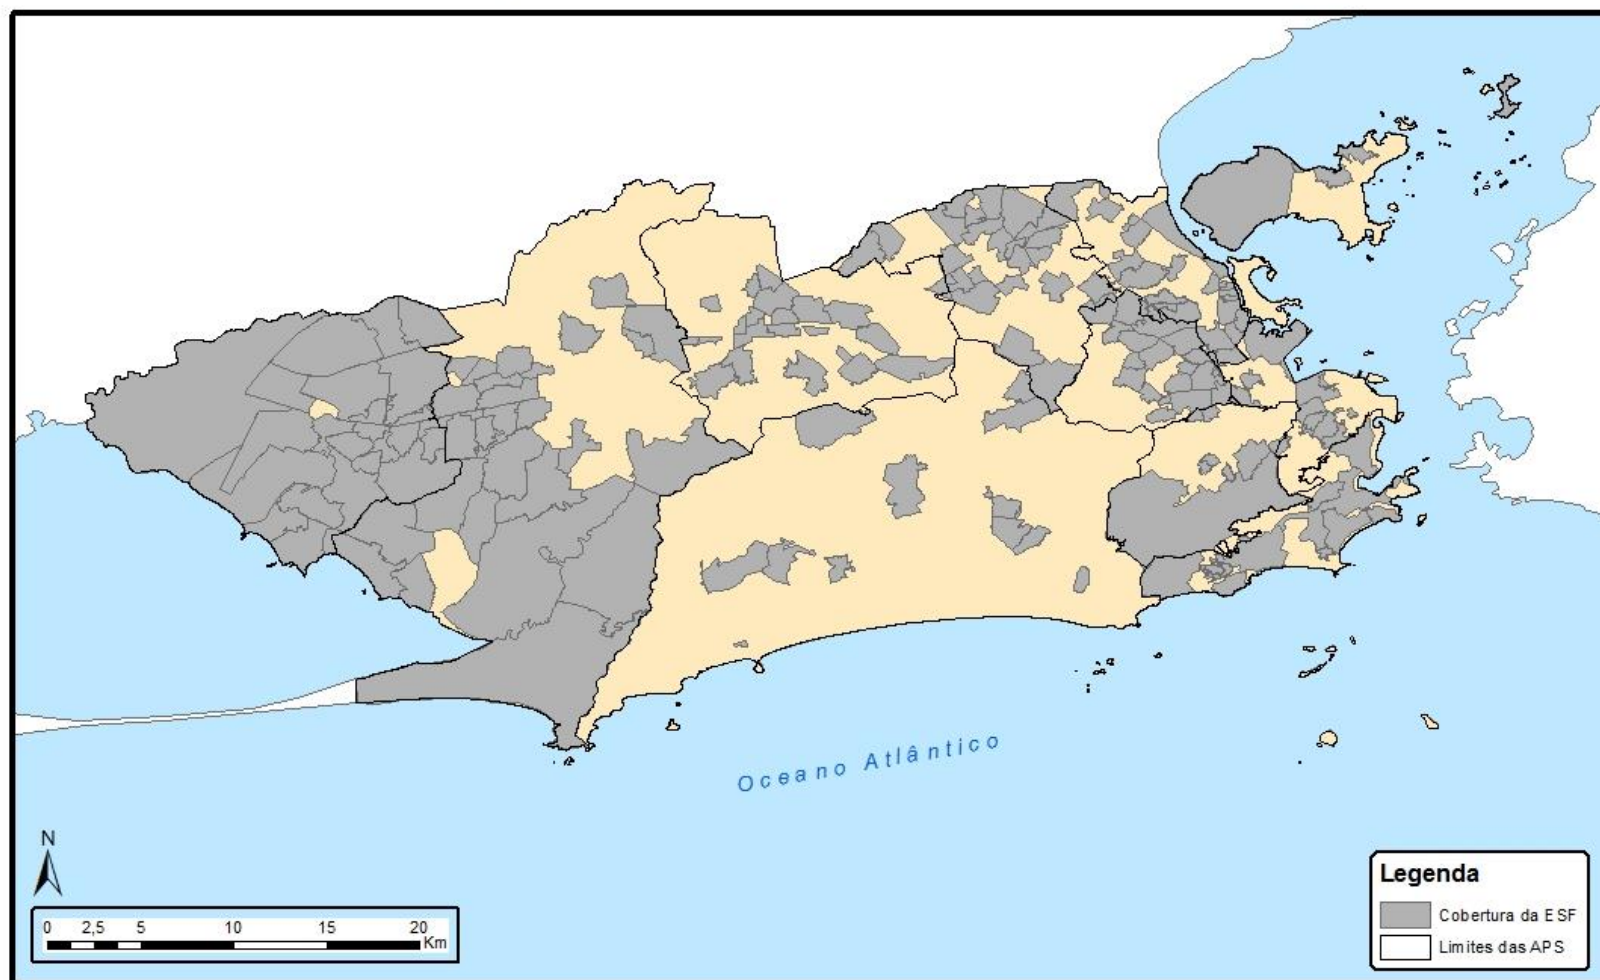 Oceano Atlântico
N
0 2,5 5 10 15 20
Km
Legenda
Cobertura da ESF
Limites das APS